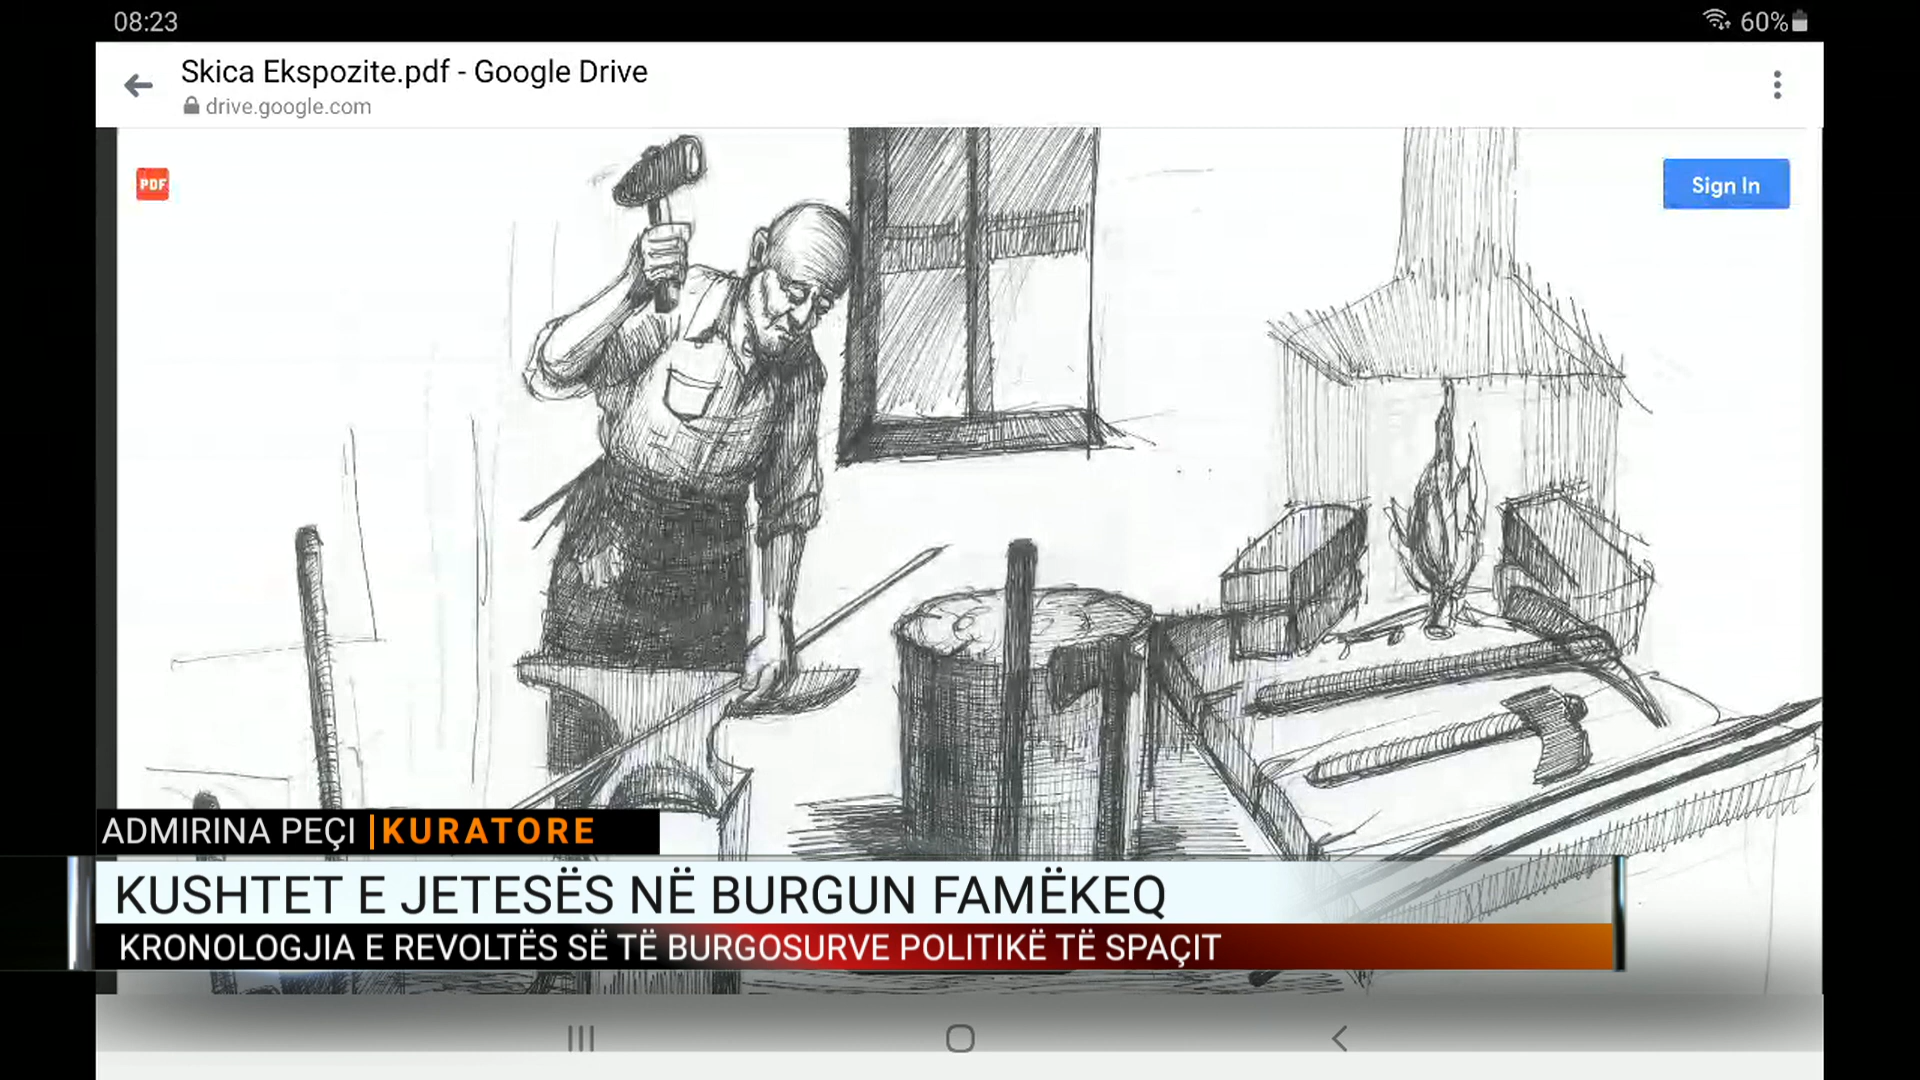 08:23
60%
Skica Ekspozite.pdf - Google Drive
drive.google.com
PDF
Sign In
ADMIRINA PEÇI | KURATORE
KUSHTET E JETESËS NË BURGUN FAMËKEQ
KRONOLOGJIA E REVOLTËS SË TË BURGOSURVE POLITIKË TË SPAÇIT